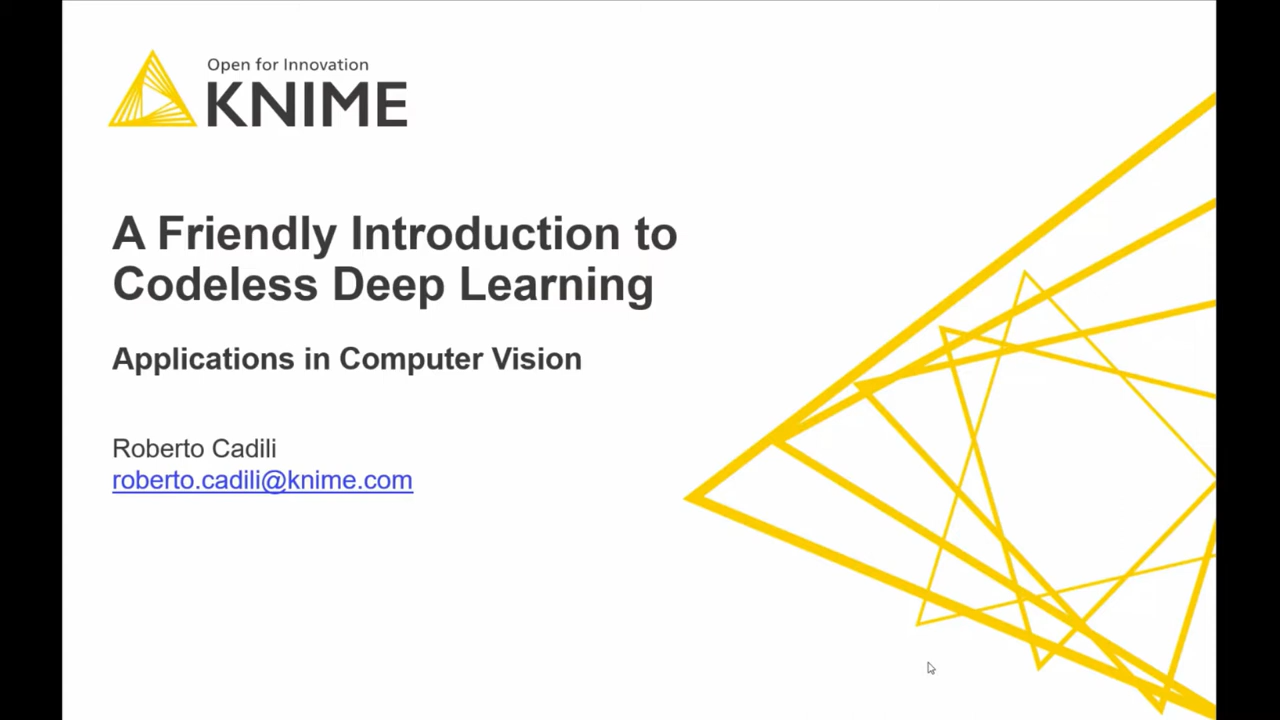 Open for Innovation
KNIME
A Friendly Introduction to
Codeless Deep Learning
Applications in Computer Vision
Roberto Cadili
roberto.cadili@knime.com